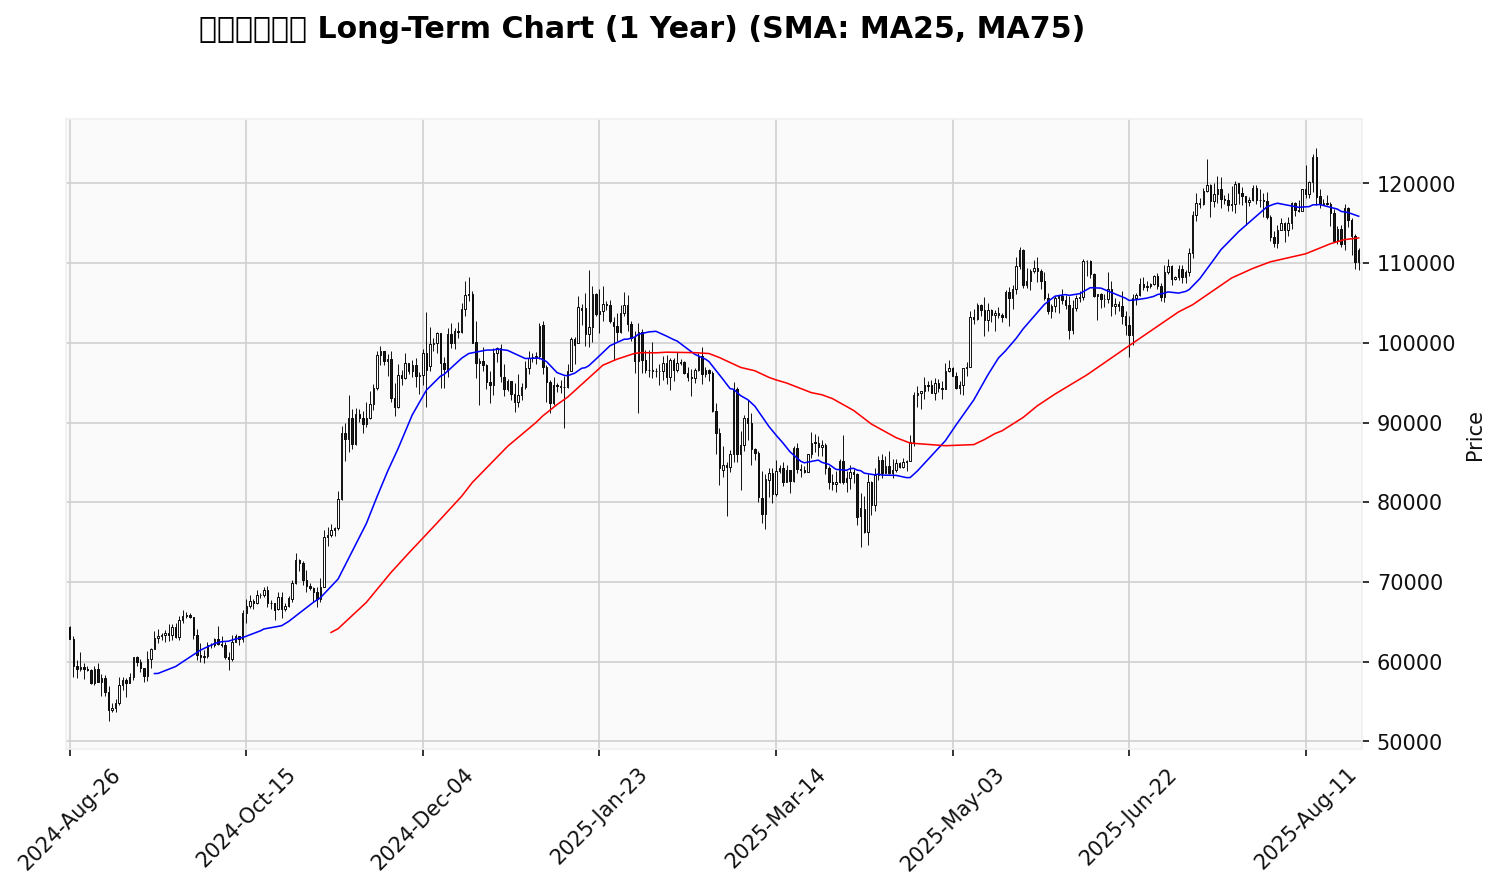 Long-Term Chart (1 Year) (SMA: MA25, MA75)
120000
110000
100000
90000
80000
70000
60000
50000
Price
2024-Aug-26
2024-Oct-15
2024-Dec-04
2025-Jan-23
2025-Mar-14
2025-May-03
2025-Jun-22
2025-Aug-11